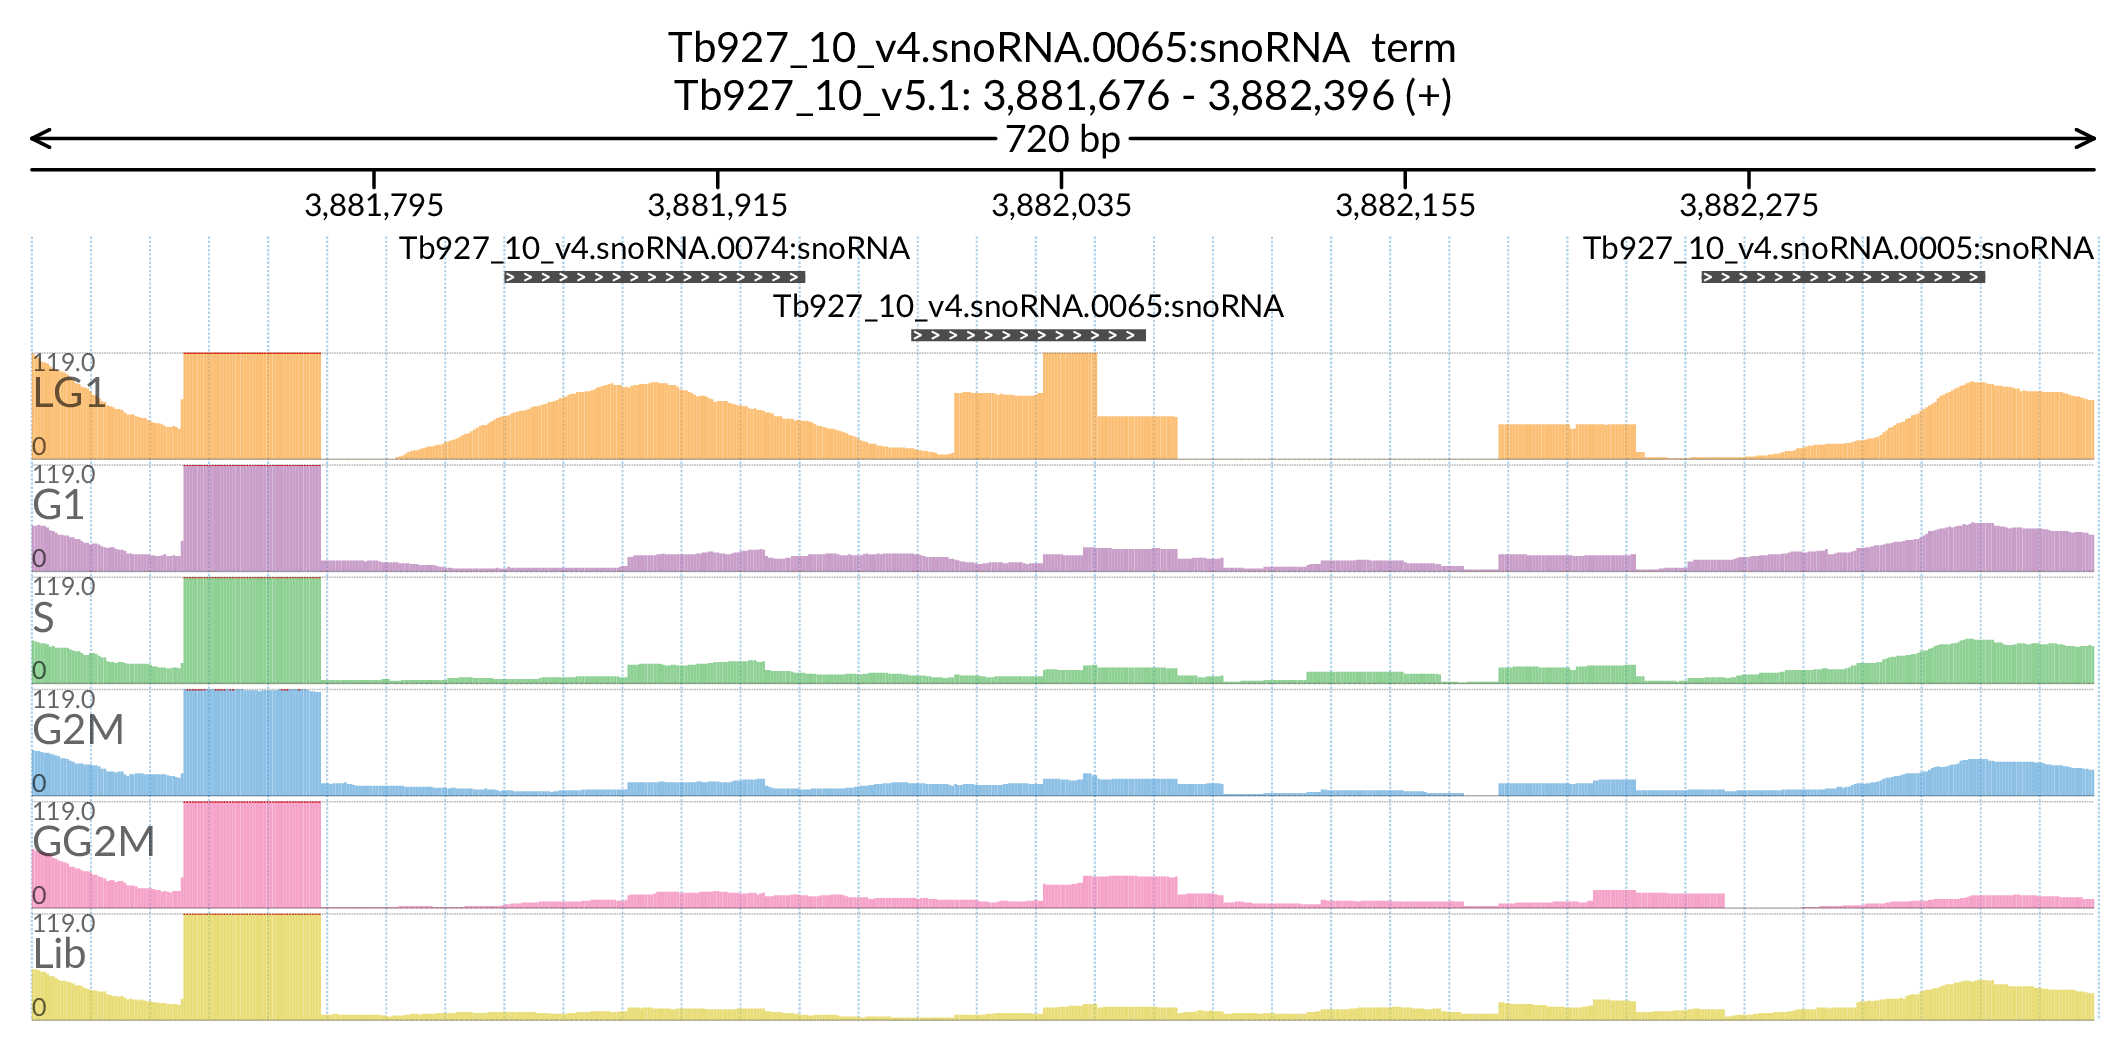 Tb927_10_v4.snoRNA.0065:snoRNA term
Tb927_10_v5.1: 3,881,676 - 3,882,396 (+)
720 bp
3,881,795 3,881,915 3,882,035 3,882,155 3,882,275
Tb927_10_v4.snoRNA.0074:snoRNA Tb927_10_v4.snoRNA.0005:snoRNA
Tb927_10_v4.snoRNA.0065:snoRNA
119.0
LG1
0
119.0
G1
0
119.0
S
0
119.0
G2M
0
119.0
GG2M
0
119.0
Lib
0